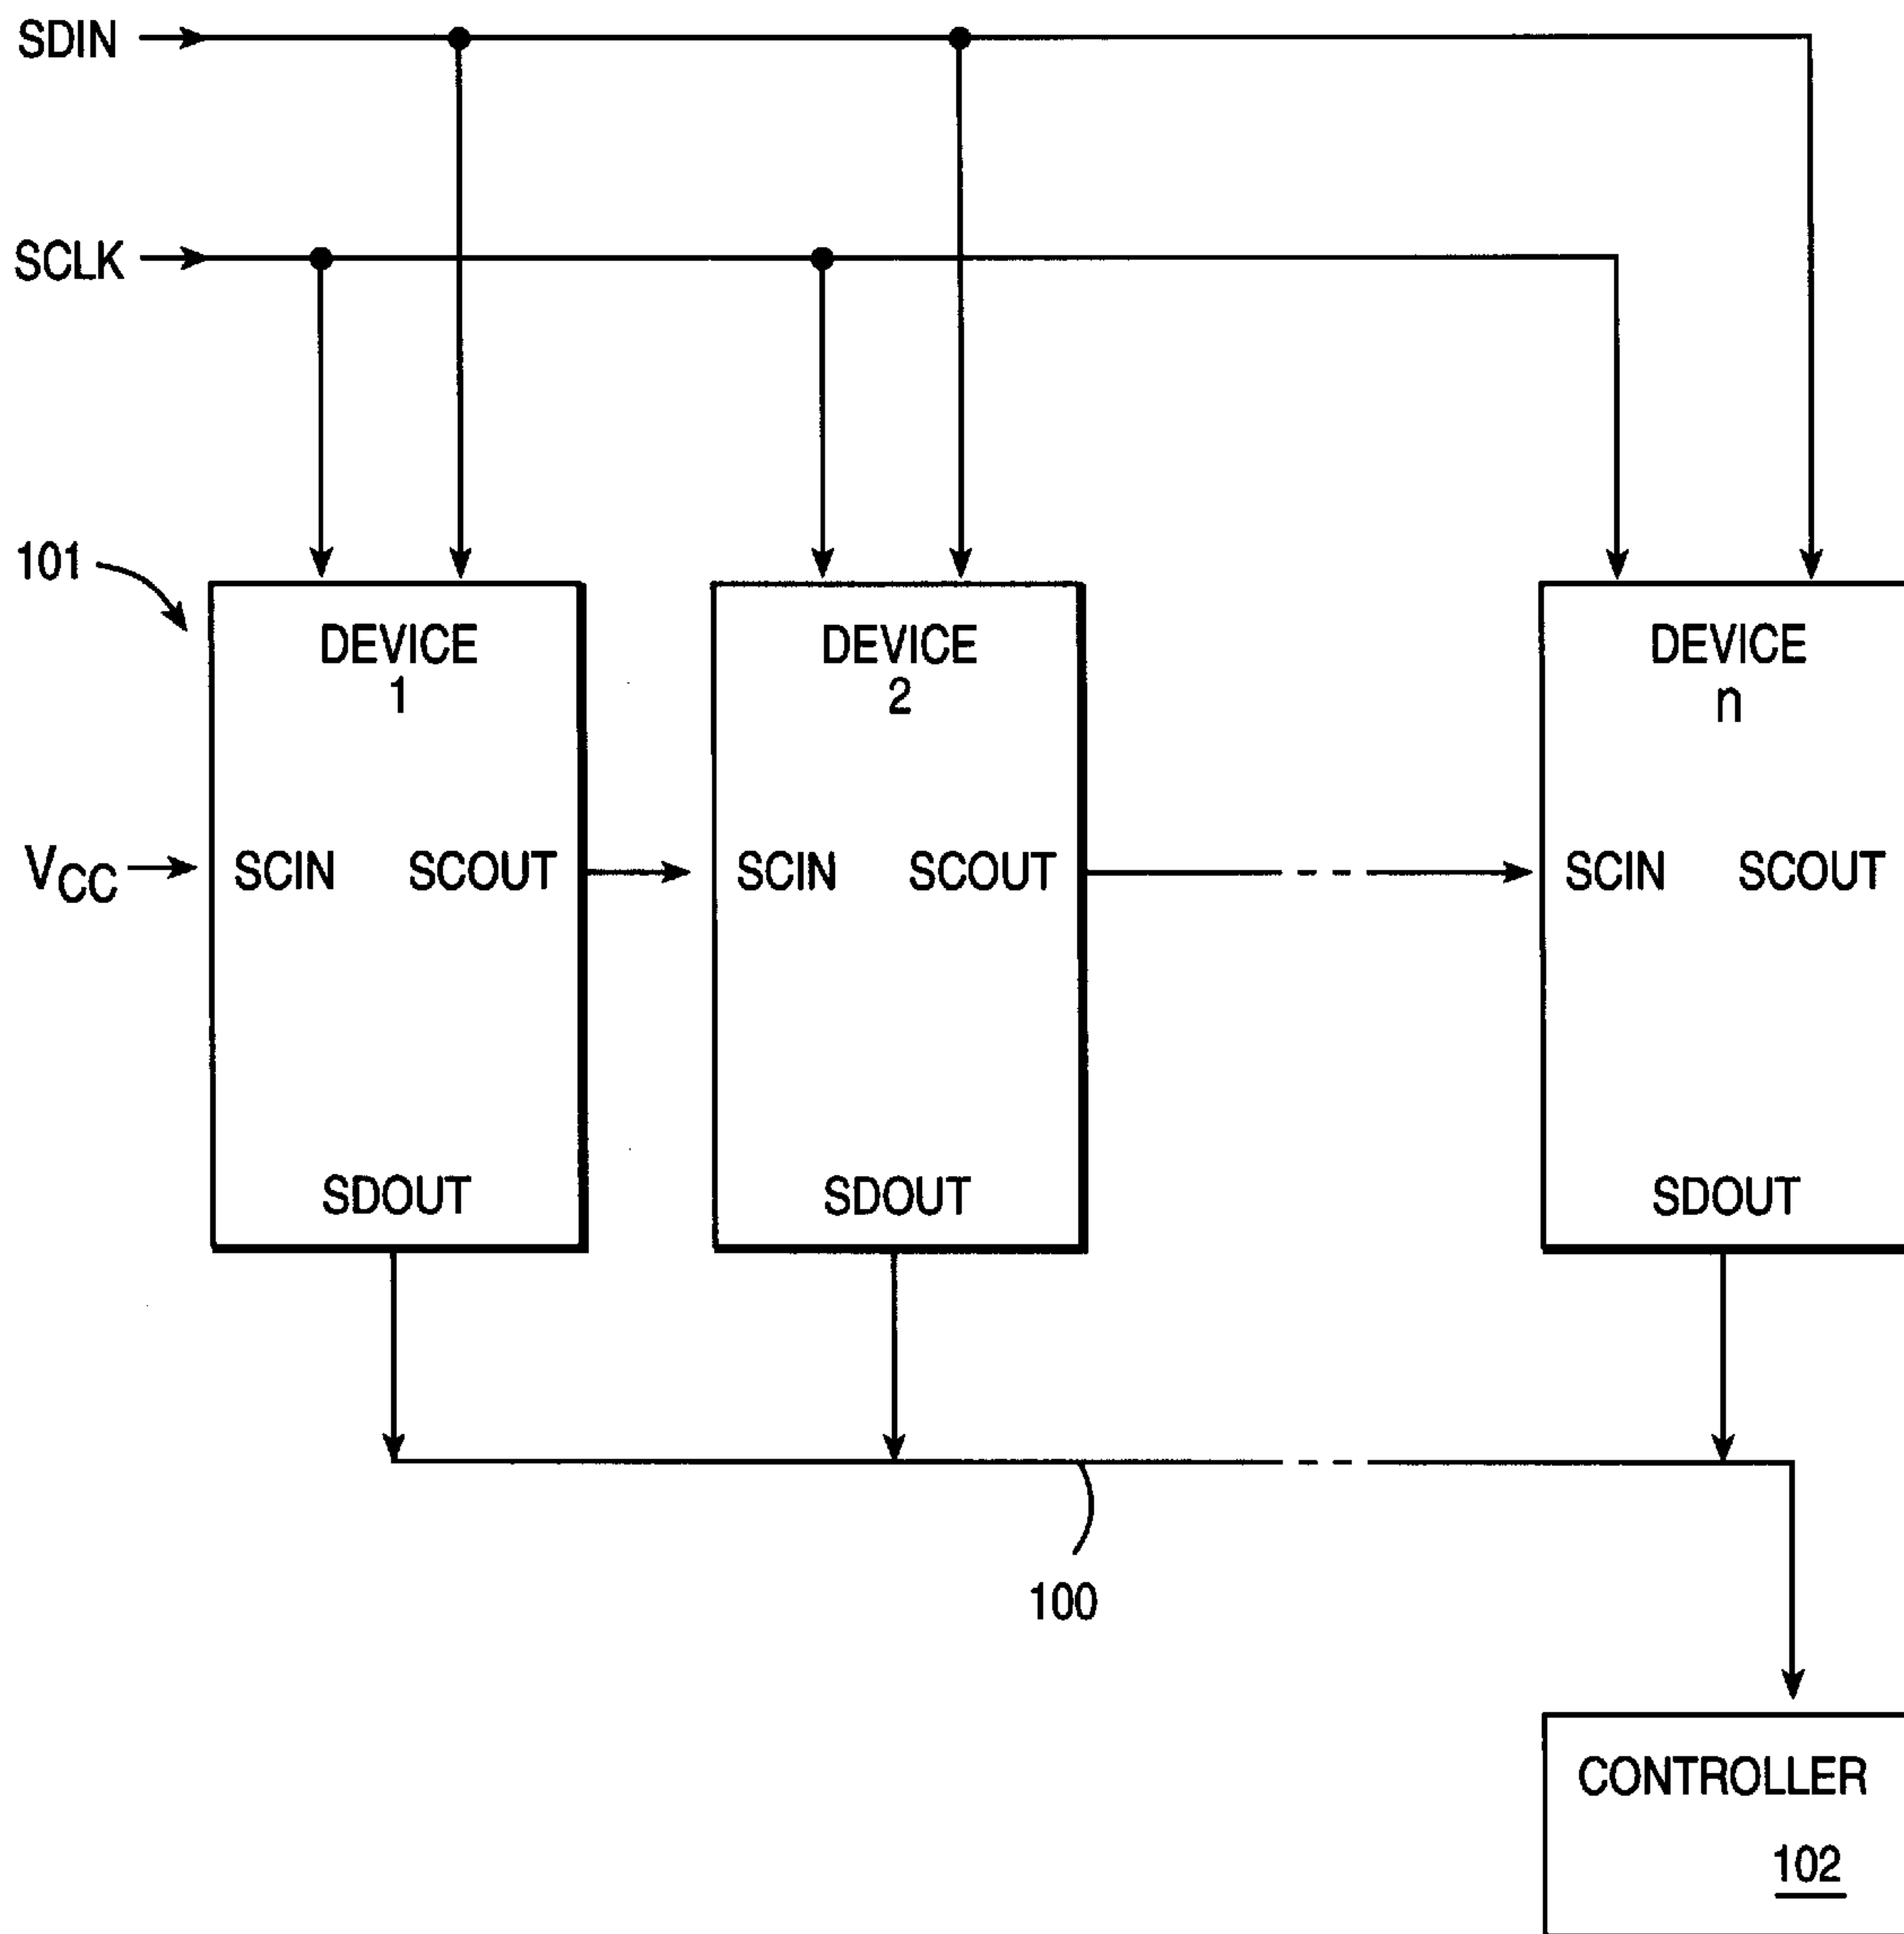 SDIN
SCLK
101
DEVICE
1
DEVICE
2
DEVICE
n
VCC
SCIN SCOUT
SCIN SCOUT
SCIN SCOUT
SDOUT
SDOUT
SDOUT
100
CONTROLLER
102